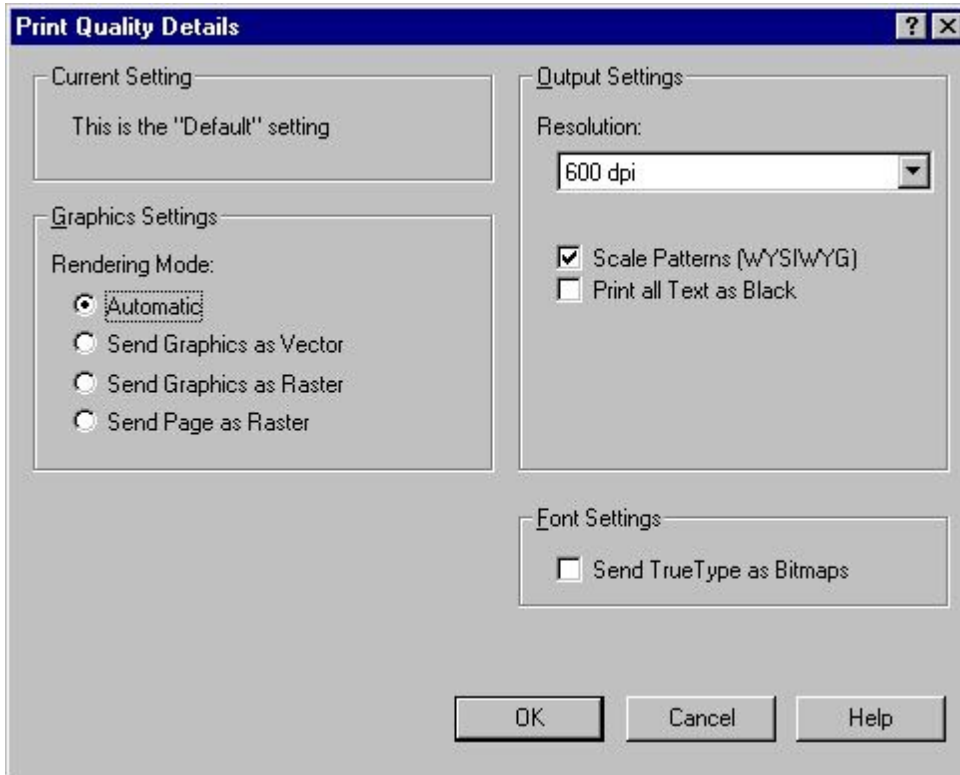 Print Quality Details
Current Setting
This is the "Default" setting
Graphics Settings
Rendering Mode:
Automatic
Send Graphics as Vector
Send Graphics as Raster
Send Page as Raster
Output Settings
Resolution:
600 dpi
Scale Patterns (WYSIWYG)
Print all Text as Black
Font Settings
Send TrueType as Bitmaps
OK
Cancel
Help